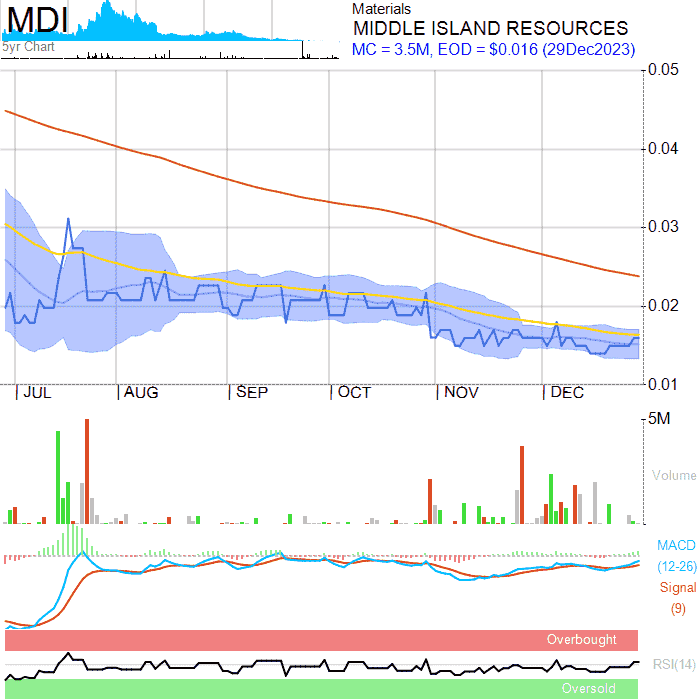 MDI
5yr Chart
Materials
MIDDLE ISLAND RESOURCES
MC = 3.5M, EOD = $0.016 (29Dec2023)
0.05
0.04
0.03
0.02
0.01
JUL AUG SEP OCT NOV DEC
5M
Volume
MACD
(12-26)
Signal
(9)
Overbought
RSI(14)
Oversold